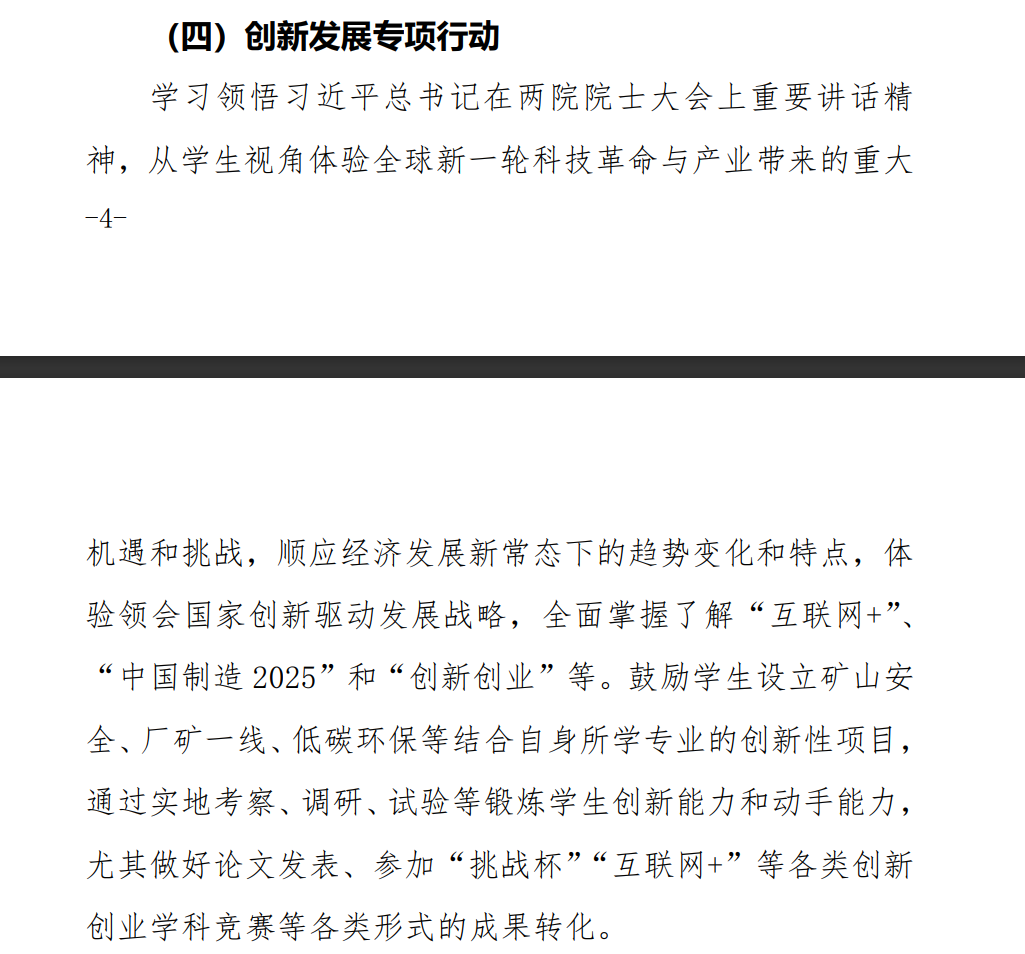 （四）创新发展专项行动
学习领悟习近平总书记在两院院士大会上重要讲话精
神，从学生视角体验全球新一轮科技革命与产业带来的重大
-4-
机遇和挑战，顺应经济发展新常态下的趋势变化和特点，体
验领会国家创新驱动发展战略，全面掌握了解“互联网+”、
“中国制造 2025”和“创新创业”等。鼓励学生设立矿山安
全、厂矿一线、低碳环保等结合自身所学专业的创新性项目，
通过实地考察、调研、试验等锻炼学生创新能力和动手能力，
尤其做好论文发表、参加“挑战杯”“互联网+”等各类创新
创业学科竞赛等各类形式的成果转化。